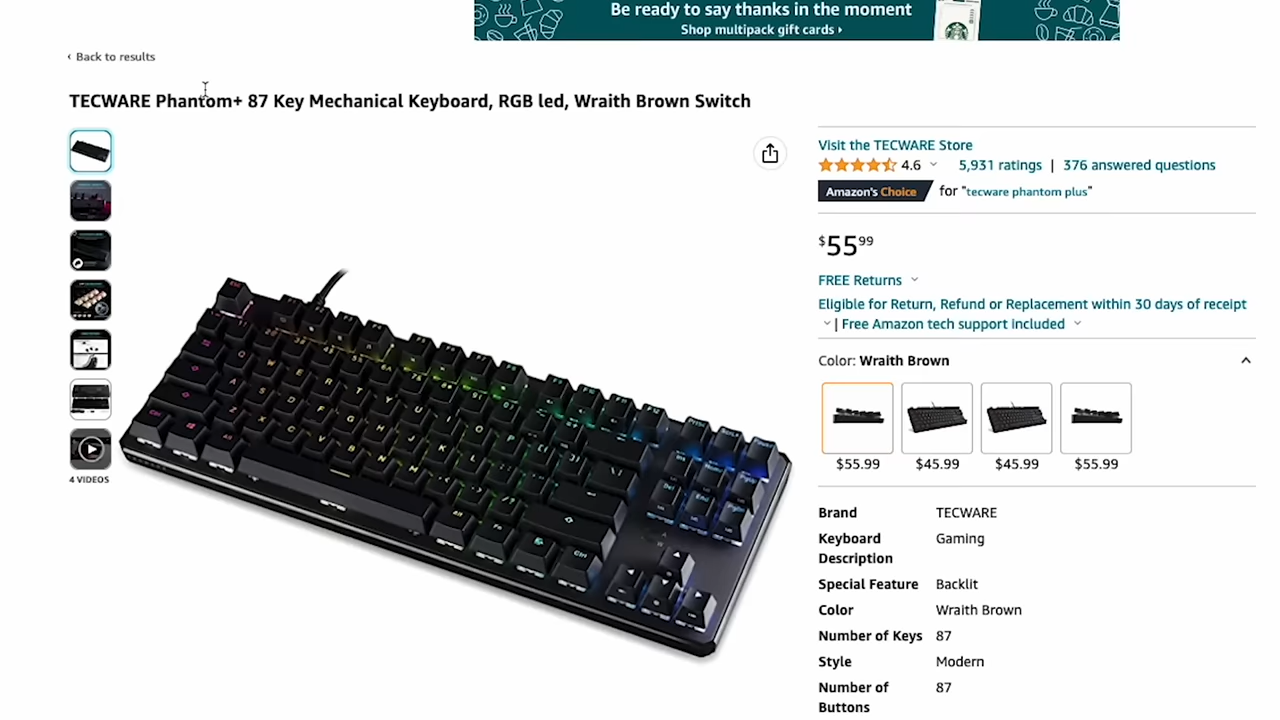 Be ready to say thanks in the moment
Shop multipack gift cards ›
‹ Back to results
TECWARE Phantom+ 87 Key Mechanical Keyboard, RGB led, Wraith Brown Switch
Visit the TECWARE Store
4.6 5,931 ratings | 376 answered questions
Amazon's Choice for "tecware phantom plus"
$55.99
FREE Returns
Eligible for Return, Refund or Replacement within 30 days of receipt
| Free Amazon tech support included
Color: Wraith Brown
$55.99 $45.99 $45.99 $55.99
4 VIDEOS
Brand TECWARE
Keyboard Description Gaming
Special Feature Backlit
Color Wraith Brown
Number of Keys 87
Style Modern
Number of Buttons 87